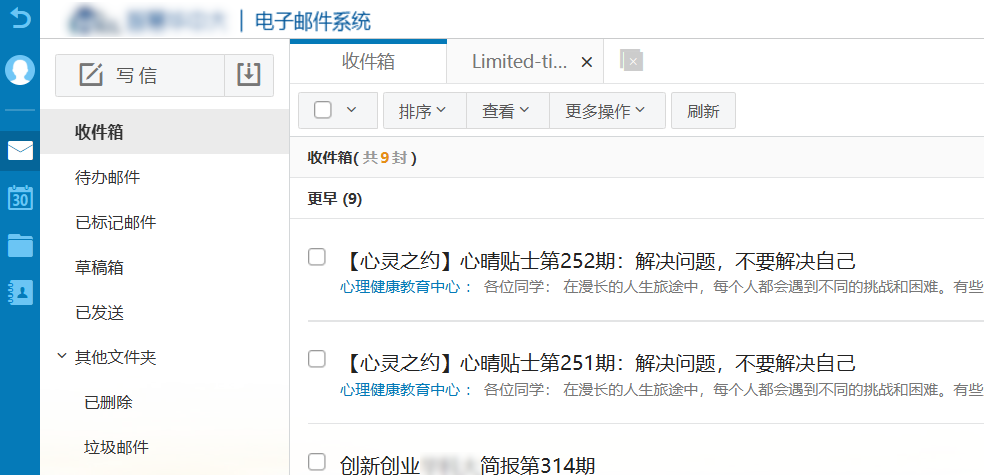 电子邮件系统
写信
收件箱
待办邮件
已标记邮件
草稿箱
已发送
其他文件夹
已删除
垃圾邮件
30
收件箱
Limited-ti...
排序
查看
更多操作
刷新
收件箱( 共 9 封 )
更早 (9)
【心灵之约】心晴贴士第252期：解决问题，不要解决自己
心理健康教育中心 ： 各位同学： 在漫长的人生旅途中，每个人都会遇到不同的挑战和困难。有些
【心灵之约】心晴贴士第251期：解决问题，不要解决自己
心理健康教育中心 ： 各位同学： 在漫长的人生旅途中，每个人都会遇到不同的挑战和困难。有些
创新创业 简报第314期